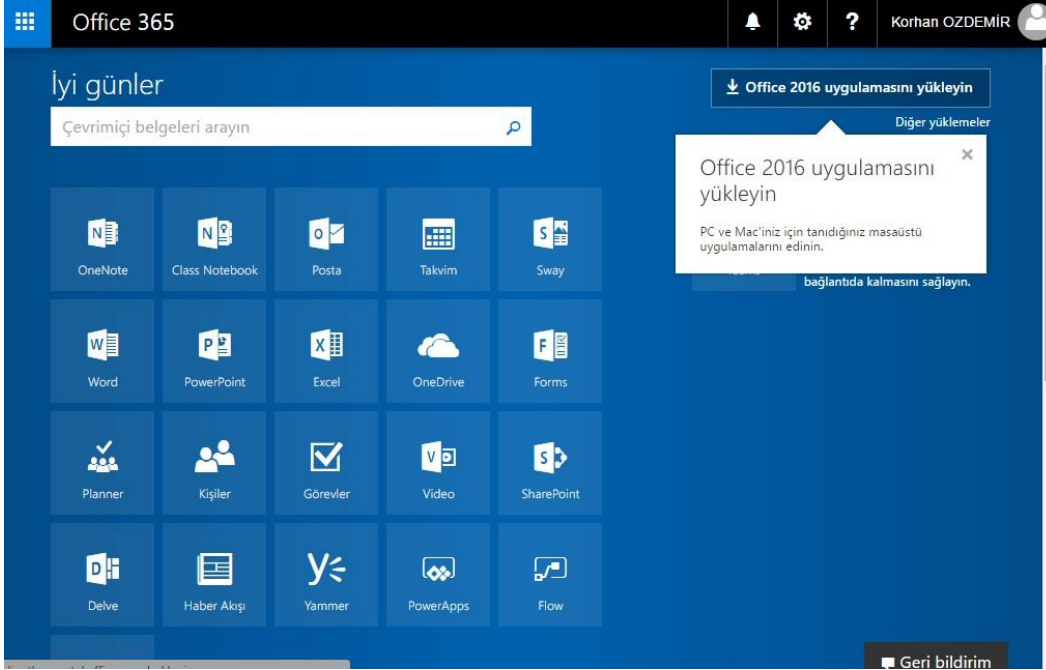 Office 365
Korhan OZDEMİR
İyi günler
Office 2016 uygulamasını yükleyin
Çevrimiçi belgeleri arayın
Diğer yüklemeler
Office 2016 uygulamasını
yükleyin
PC ve Mac'iniz için tanıdığınız masaüstü
uygulamalarını edinin.
bağlantıda kalmasını sağlayın.
OneNote
Class Notebook
Posta
Takvim
Sway
Word
PowerPoint
Excel
OneDrive
Forms
Planner
Kişiler
Görevler
Video
SharePoint
Delve
Haber Akışı
Yammer
PowerApps
Flow
Geri bildirim